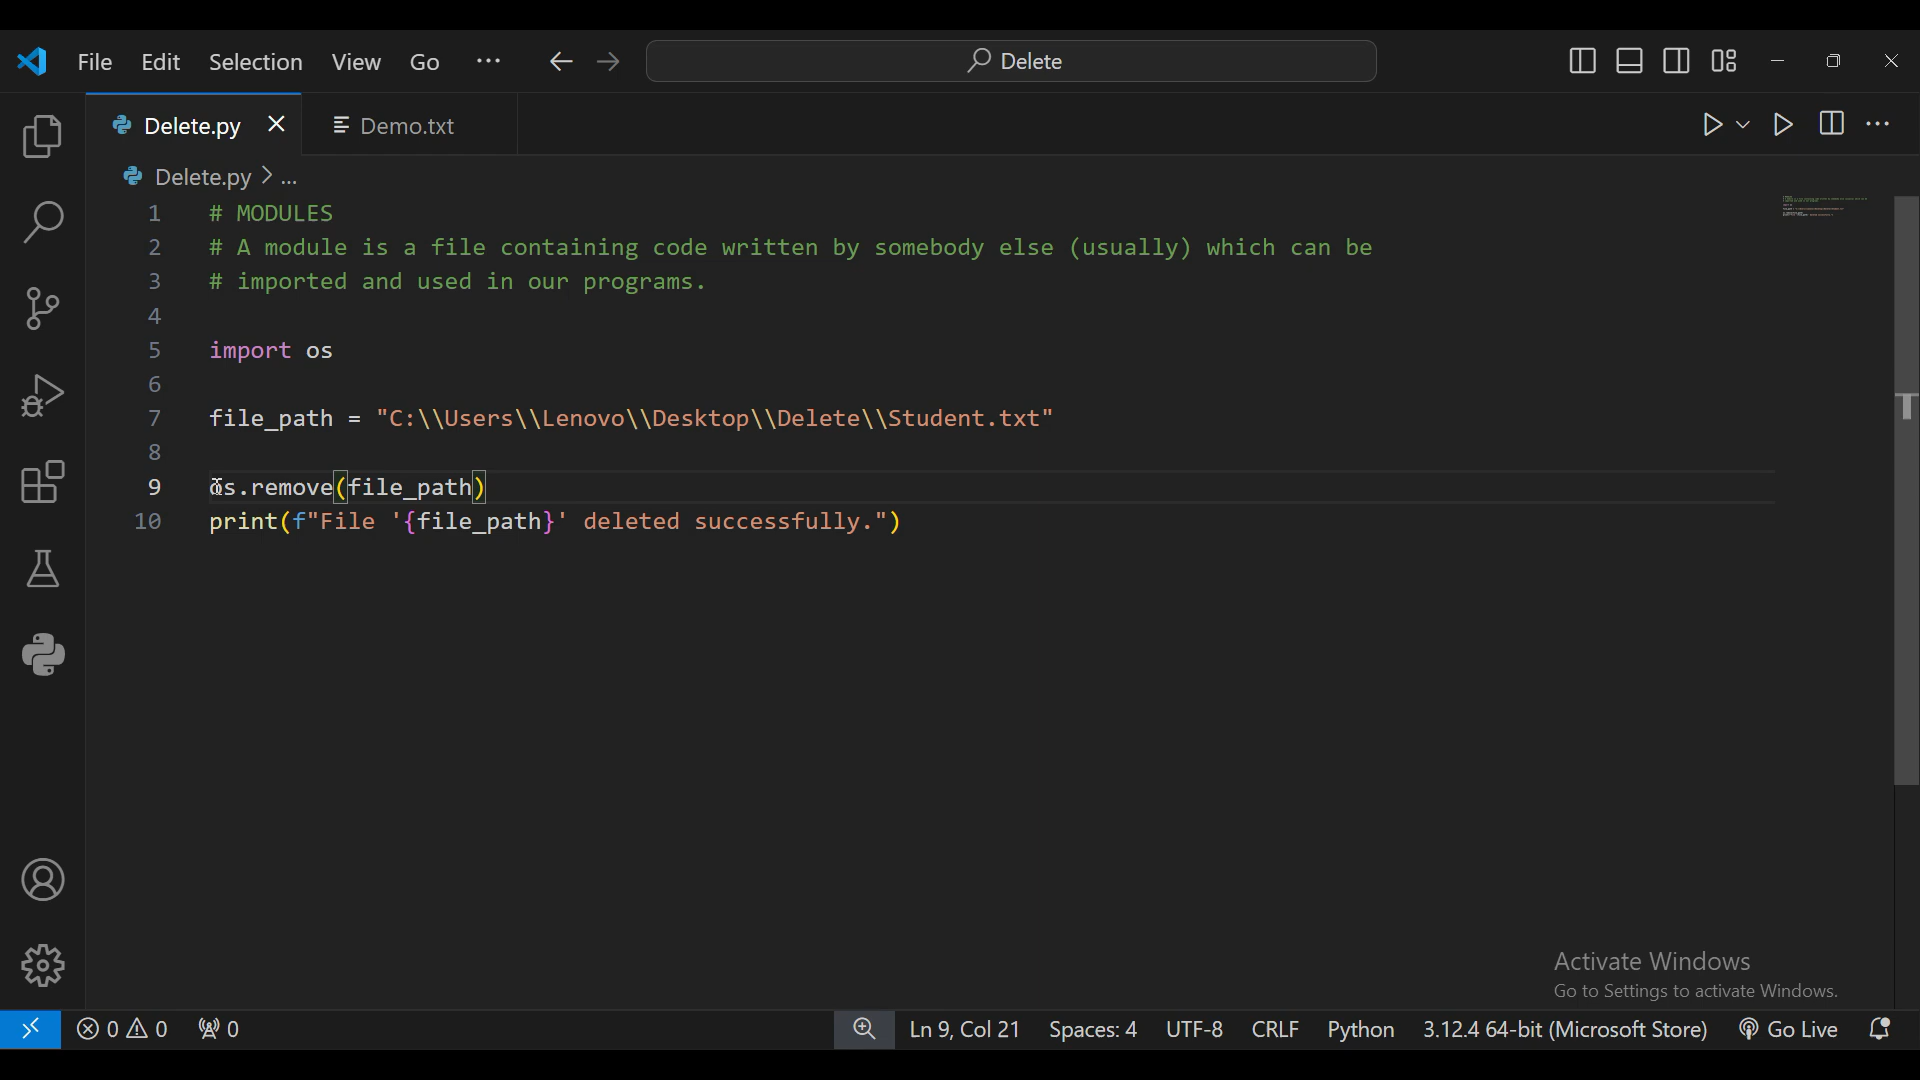 File Edit Selection View Go ··· ← → Delete
Delete.py × Demo.txt
Delete.py > ...
1 # MODULES
2 # A module is a file containing code written by somebody else (usually) which can be
3 # imported and used in our programs.
4
5 import os
6
7 file_path = "C:\\Users\\Lenovo\\Desktop\\Delete\\Student.txt"
8
9 os.remove(file_path)
10 print(f"File '{file_path}' deleted successfully.")
Activate Windows
Go to Settings to activate Windows.
0 0 0 Ln 9, Col 21 Spaces: 4 UTF-8 CRLF Python 3.12.4 64-bit (Microsoft Store) Go Live